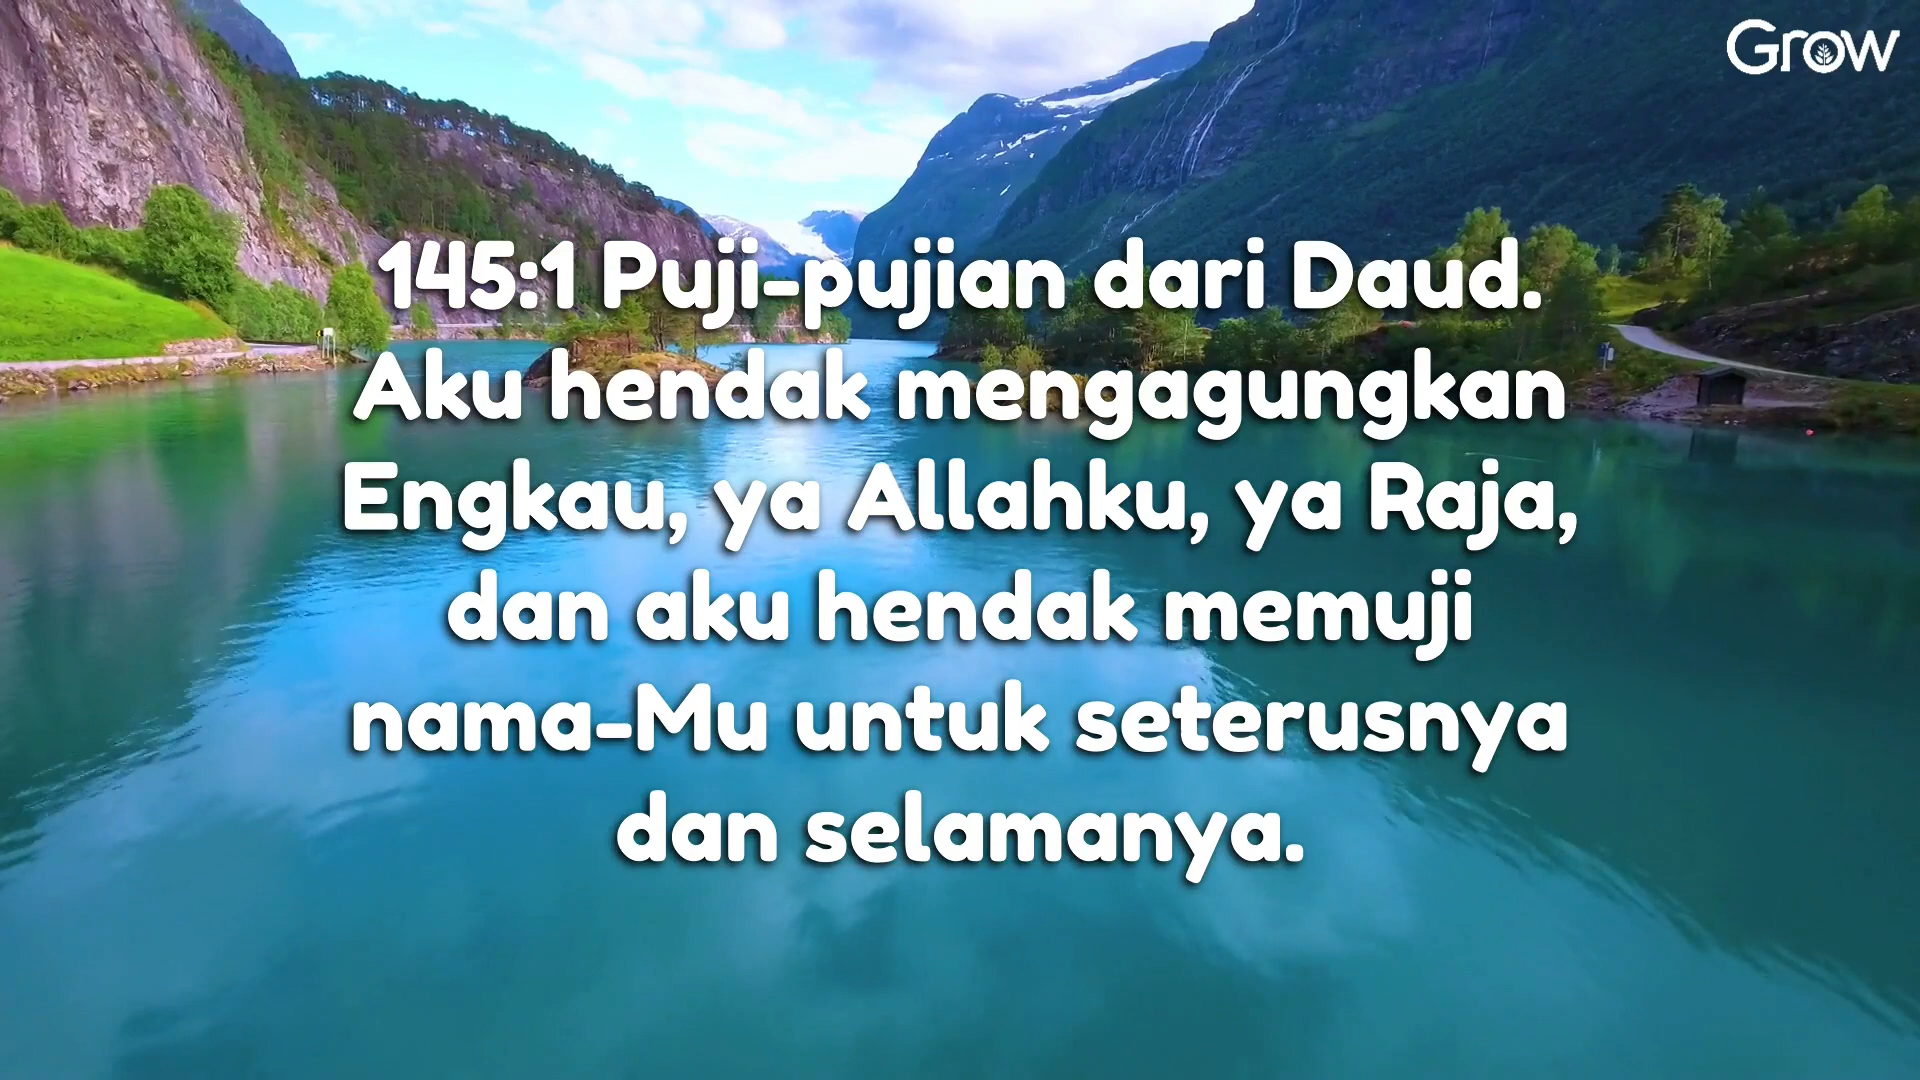 Grow
145:1 Puji-pujian dari Daud.
Aku hendak mengagungkan
Engkau, ya Allahku, ya Raja,
dan aku hendak memuji
nama-Mu untuk seterusnya
dan selamanya.